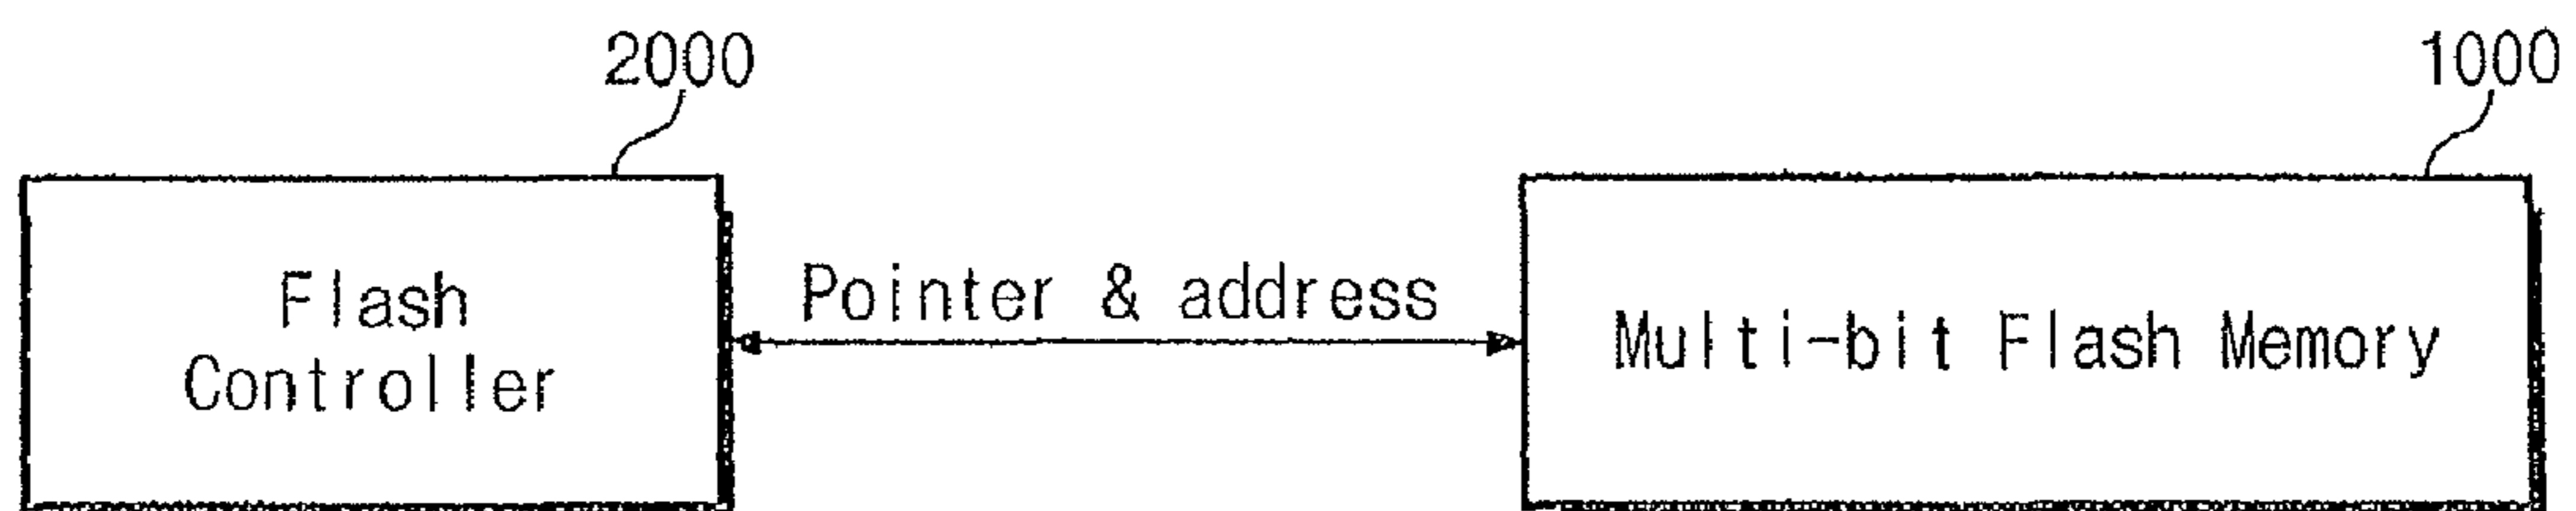 2000
1000
Flash
Controller
Pointer & address
Multi-bit Flash Memory